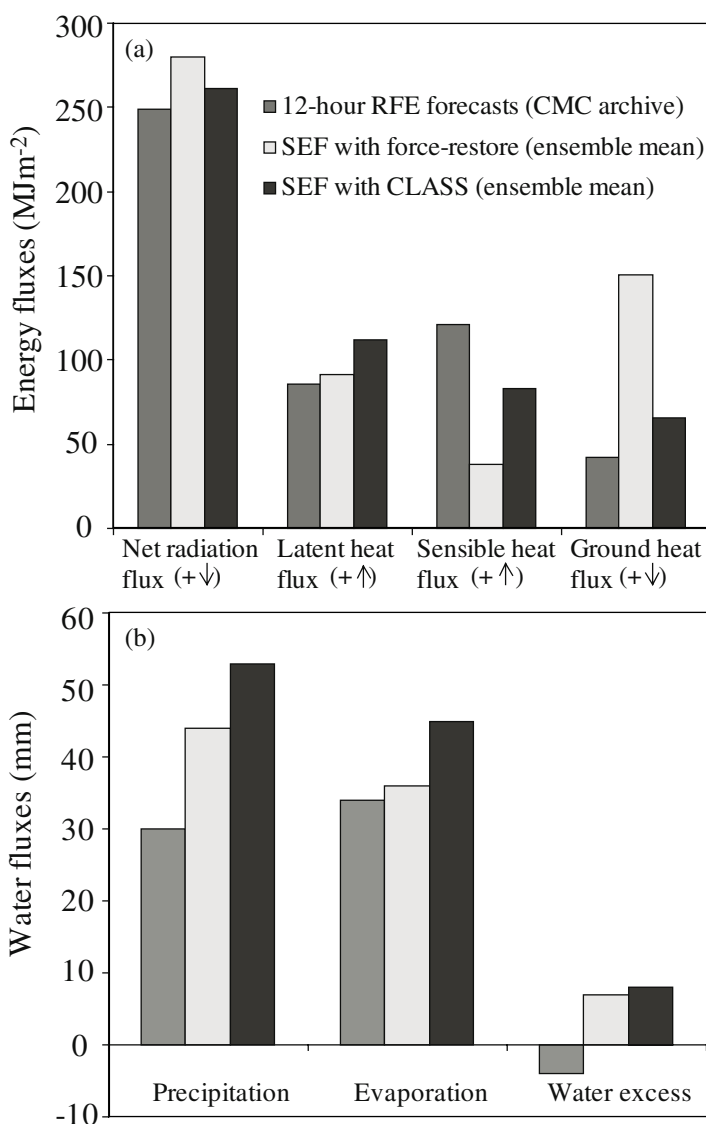 (a)
300
250
200
150
100
50
0
Energy fluxes (MJm-2)
12-hour RFE forecasts (CMC archive)
SEF with force-restore (ensemble mean)
SEF with CLASS (ensemble mean)
Net radiation flux (+↓)
Latent heat flux (+↑)
Sensible heat flux (+↑)
Ground heat flux (+↓)
(b)
60
50
40
30
20
10
0
-10
Water fluxes (mm)
Precipitation
Evaporation
Water excess